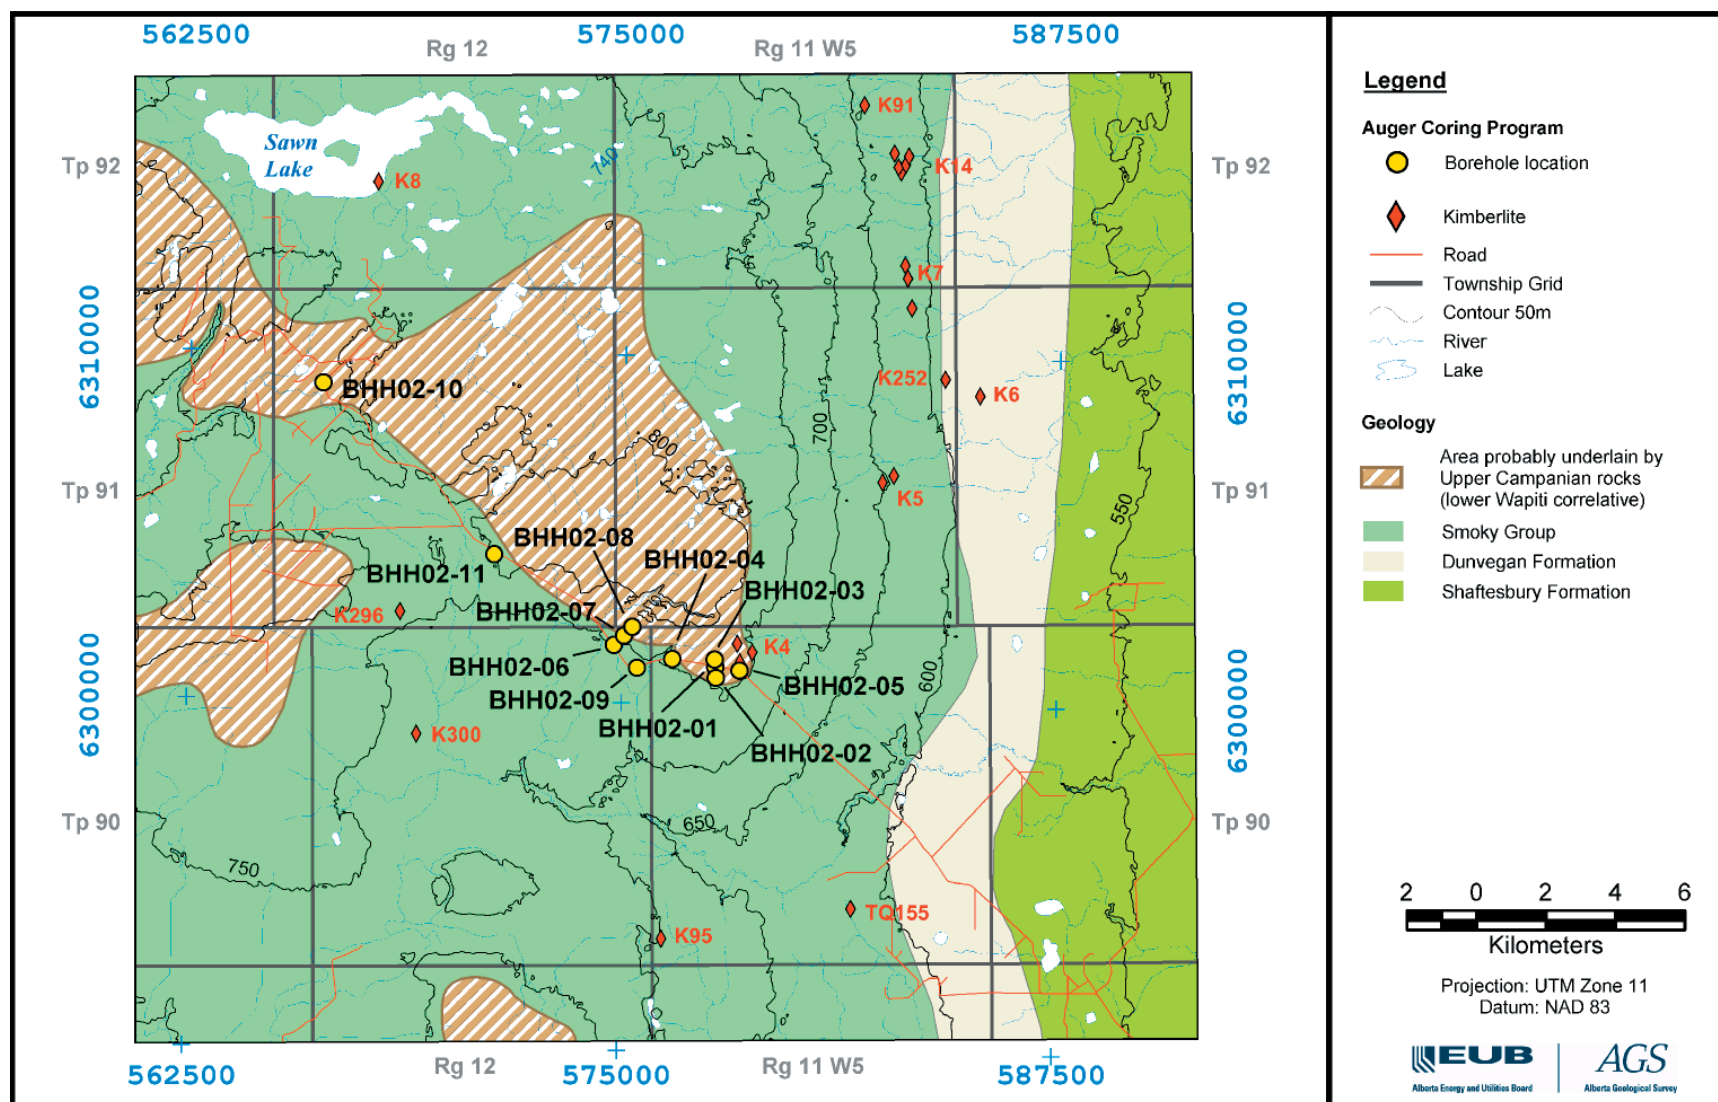 562500
575000
587500
Rg 12
Rg 11 W5
K91
Sawn
Lake
740
Tp 92
K8
K14
Tp 92
K7
6310000
6310000
K252
K6
BHH02-10
700
800
Tp 91
K5
Tp 91
550
BHH02-08
BHH02-04
BHH02-11
BHH02-03
K296
BHH02-07
K4
BHH02-06
BHH02-05
600
BHH02-09
6300000
6300000
K300
BHH02-01
BHH02-02
Tp 90
650
Tp 90
750
TQ155
K95
Rg 12
Rg 11 W5
562500
575000
587500
Legend
Auger Coring Program
Borehole location
Kimberlite
Road
Township Grid
Contour 50m
River
Lake
Geology
Area probably underlain by
Upper Campanian rocks
(lower Wapiti correlative)
Smoky Group
Dunvegan Formation
Shaftesbury Formation
2 0 2 4 6
Kilometers
Projection: UTM Zone 11
Datum: NAD 83
EUB
AGS
Alberta Energy and Utilities Board
Alberta Geological Survey